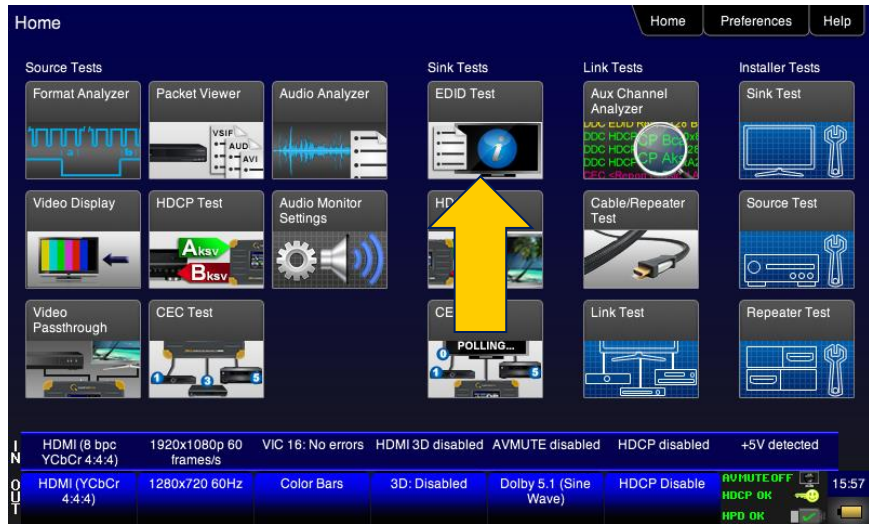 Home
Home Preferences Help
Source Tests
Sink Tests
Link Tests
Installer Tests
Format Analyzer
Packet Viewer
VSIF
AUD
AVI
Audio Analyzer
EDID Test
Aux Channel
Analyzer
Sink Test
Video Display
HDCP Test
Aksv
Bksv
Audio Monitor
Settings
Cable/Repeater
Test
Source Test
Video
Passthrough
CEC Test
1 3 5
POLLING...
0
5
Link Test
Repeater Test
IN
HDMI (8 bpc
YCbCr 4:4:4)
1920x1080p 60
frames/s
VIC 16: No errors
HDMI 3D disabled
AVMUTE disabled
HDCP disabled
+5V detected
OUT
HDMI (YCbCr
4:4:4)
1280x720 60Hz
Color Bars
3D: Disabled
Dolby 5.1 (Sine
Wave)
HDCP Disable
AVMUTE OFF
HDCP OK
HPD OK
15:57